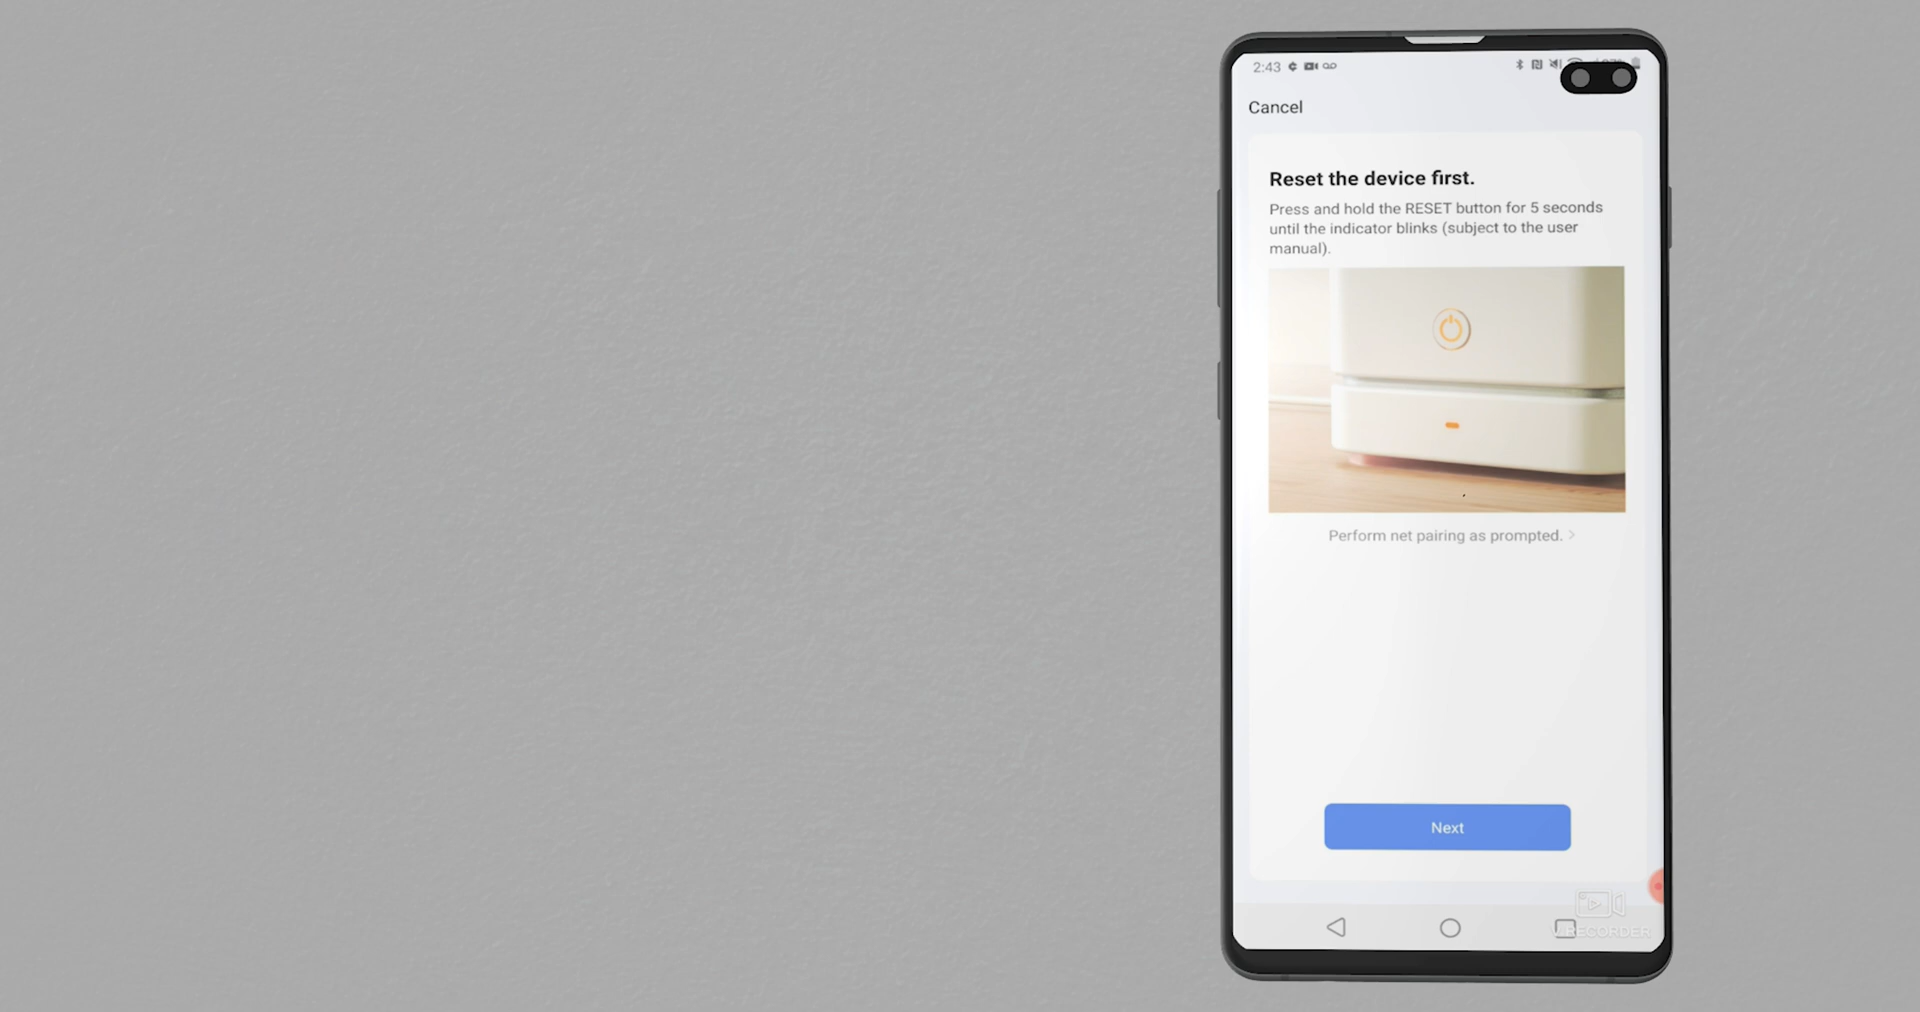 2:43
Cancel
Reset the device first.
Press and hold the RESET button for 5 seconds
until the indicator blinks (subject to the user
manual).
Perform net pairing as prompted. >
Next
V RECORDER